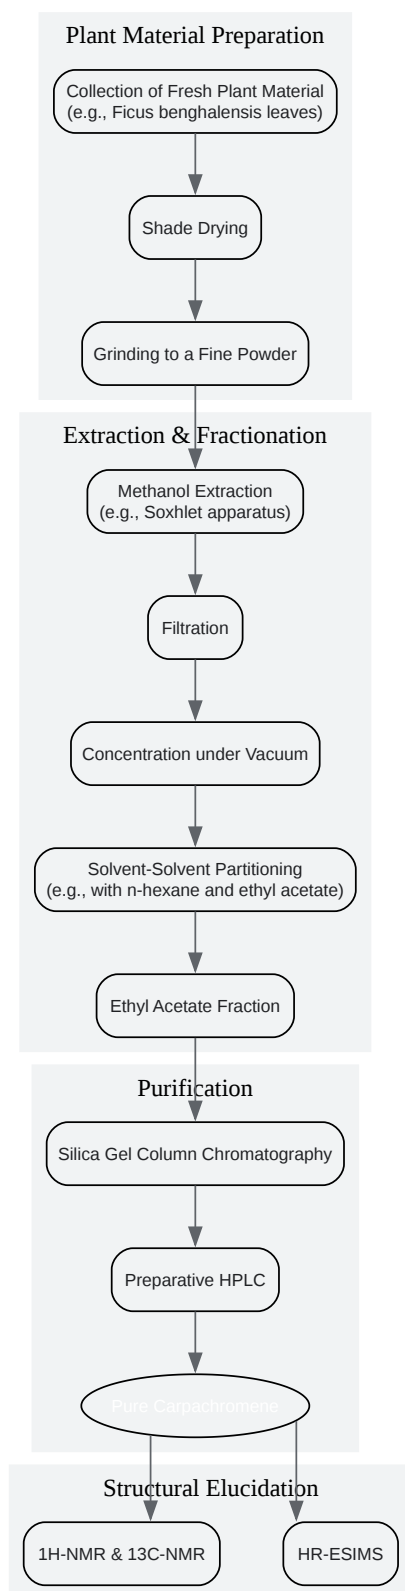 Plant Material Preparation
Collection of Fresh Plant Material
(e.g., Ficus benghalensis leaves)
Shade Drying
Grinding to a Fine Powder
Extraction & Fractionation
Methanol Extraction
(e.g., Soxhlet apparatus)
Filtration
Concentration under Vacuum
Solvent-Solvent Partitioning
(e.g., with n-hexane and ethyl acetate)
Ethyl Acetate Fraction
Purification
Silica Gel Column Chromatography
Preparative HPLC
Pure Carpachromene
Structural Elucidation
1H-NMR & 13C-NMR
HR-ESIMS